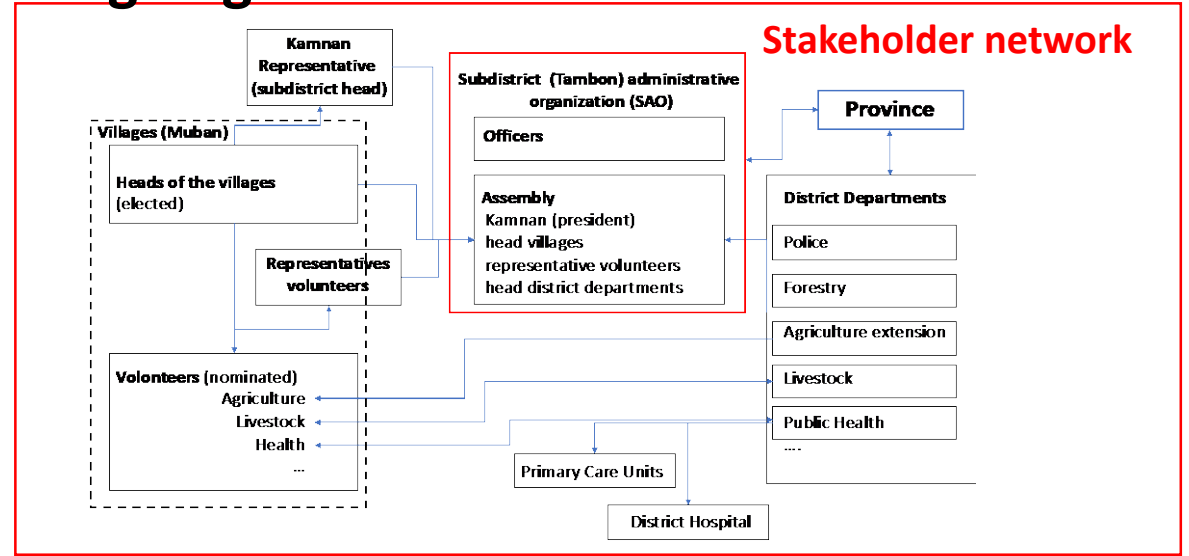 Stakeholder network
Kamnan
Representative
(subdistrict head)
Subdistrict (Tambon) administrative
organization (SAO)
Officers
Assembly
Kamnan (president)
head villages
representative volunteers
head district departments
Province
Villages (Muban)
Heads of the villages
(elected)
Representatives
volunteers
Volonteers (nominated)
Agriculture
Livestock
Health
...
District Departments
Police
Forestry
Agriculture extension
Livestock
Public Health
....
Primary Care Units
District Hospital